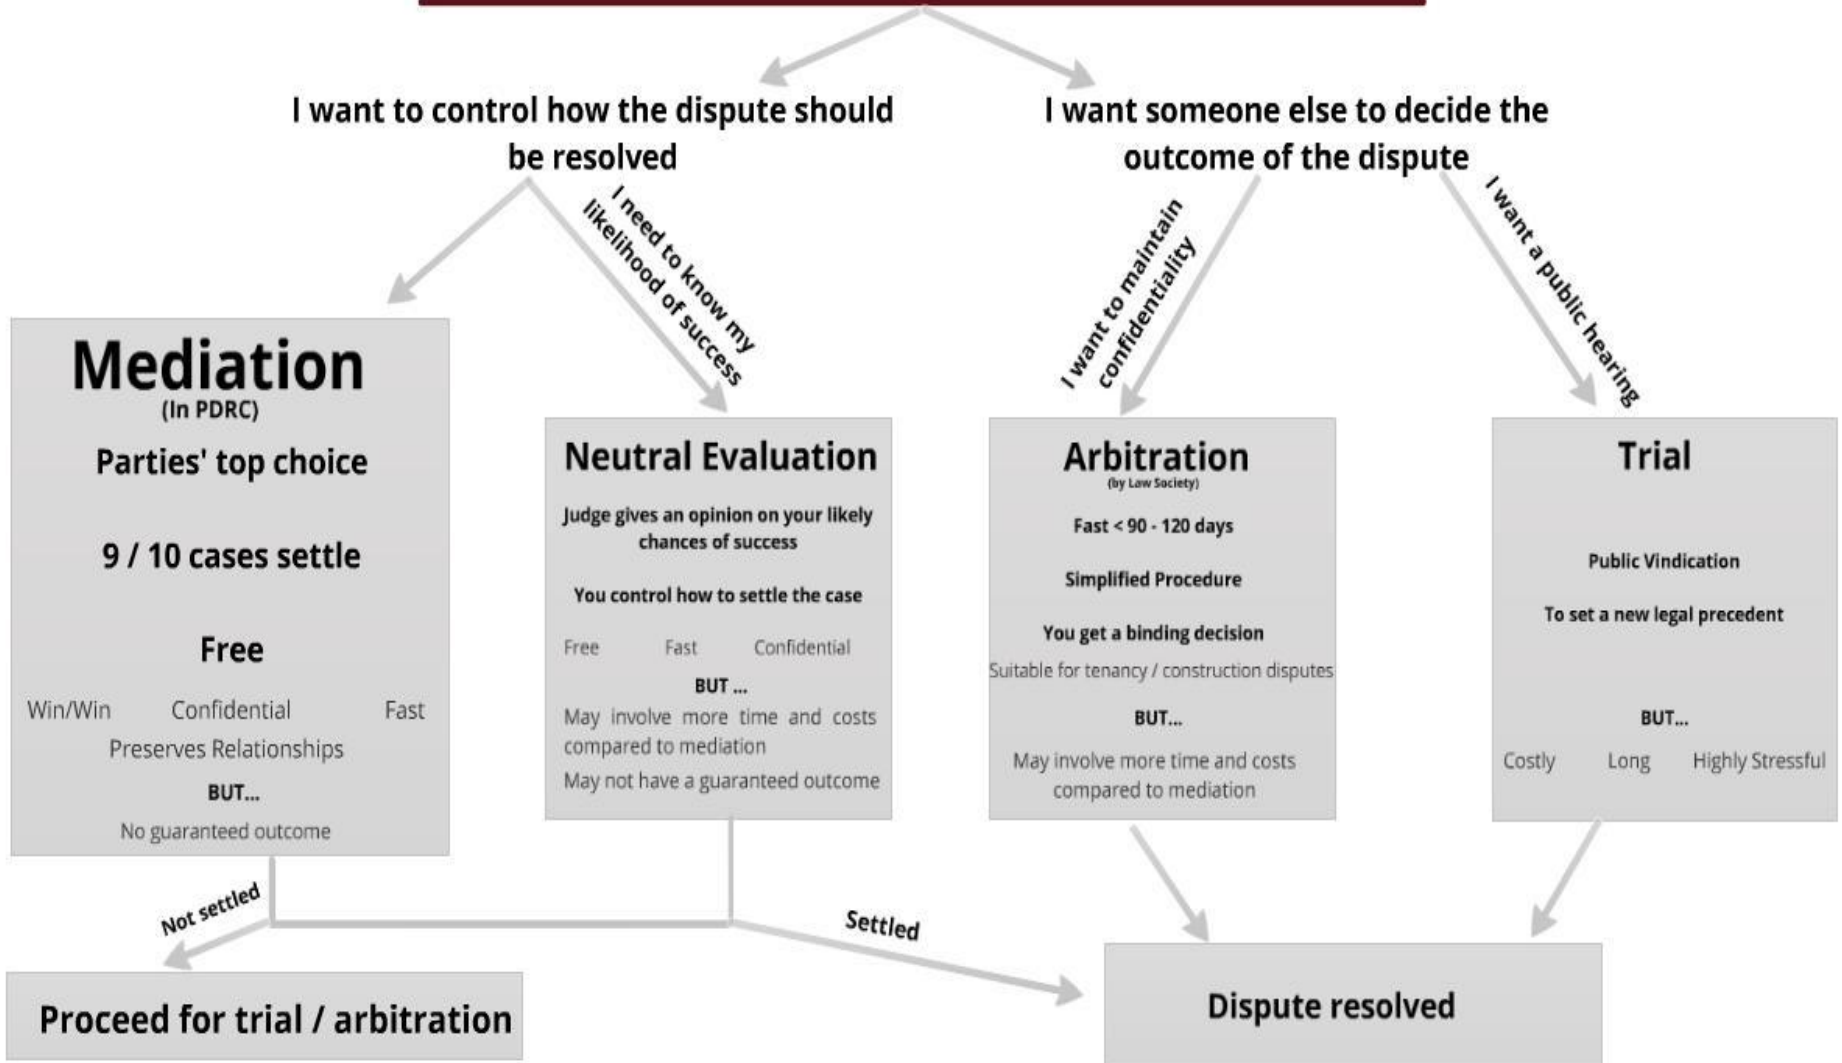 I want to control how the dispute should
be resolved
I want someone else to decide the
outcome of the dispute
I need to know my
likelihood of success
I want to maintain
confidentiality
I want a public hearing
Mediation
(In PDRC)
Parties' top choice
9 / 10 cases settle
Free
Win/Win Confidential Fast
Preserves Relationships
BUT...
No guaranteed outcome
Neutral Evaluation
Judge gives an opinion on your likely
chances of success
You control how to settle the case
Free Fast Confidential
BUT ...
May involve more time and costs
compared to mediation
May not have a guaranteed outcome
Arbitration
(by Law Society)
Fast < 90 - 120 days
Simplified Procedure
You get a binding decision
Suitable for tenancy / construction disputes
BUT...
May involve more time and costs
compared to mediation
Trial
Public Vindication
To set a new legal precedent
BUT...
Costly Long Highly Stressful
Not settled
Settled
Proceed for trial / arbitration
Dispute resolved